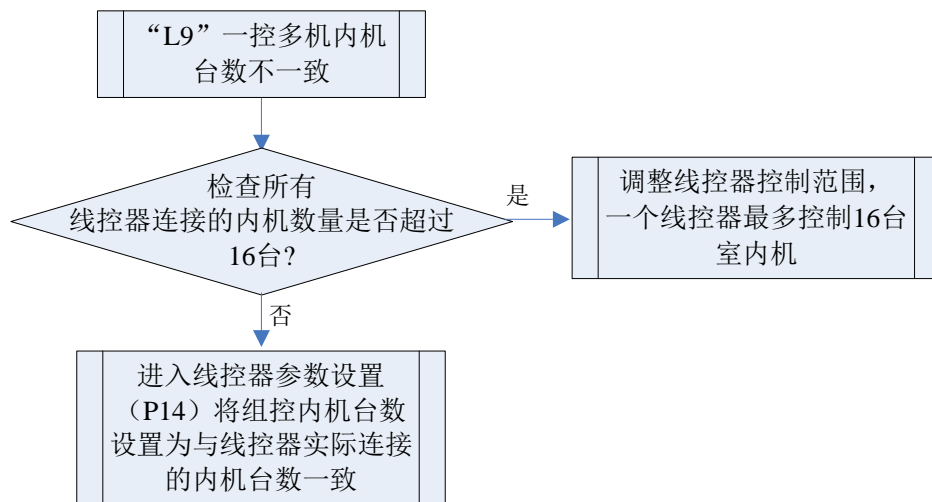 “L9”一控多机内机
台数不一致
检查所有
线控器连接的内机数量是否超过
16台?
是
调整线控器控制范围，
一个线控器最多控制16台
室内机
否
进入线控器参数设置
（P14）将组控内机台数
设置为与线控器实际连接
的内机台数一致